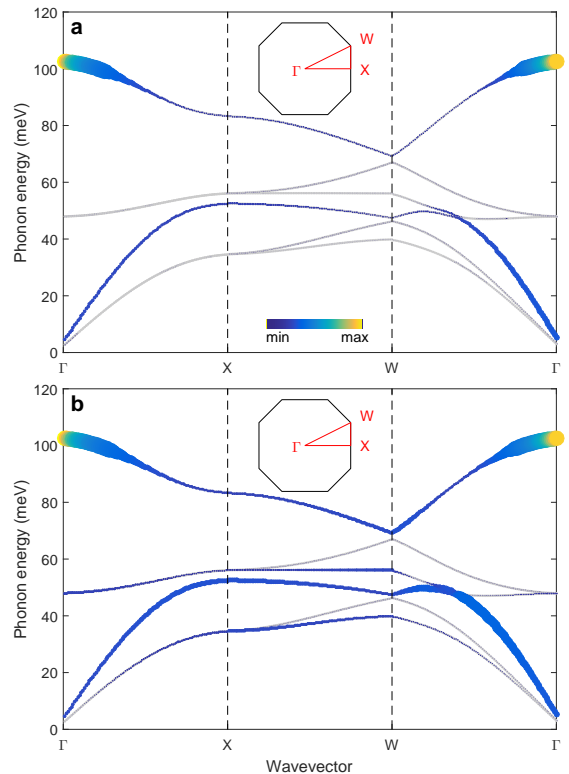 a
120
100
80
60
40
20
0
Phonon energy (meV)
W
Γ
X
min max
Γ X W Γ
b
120
100
80
60
40
20
0
Phonon energy (meV)
W
Γ
X
Γ X W Γ
Wavevector